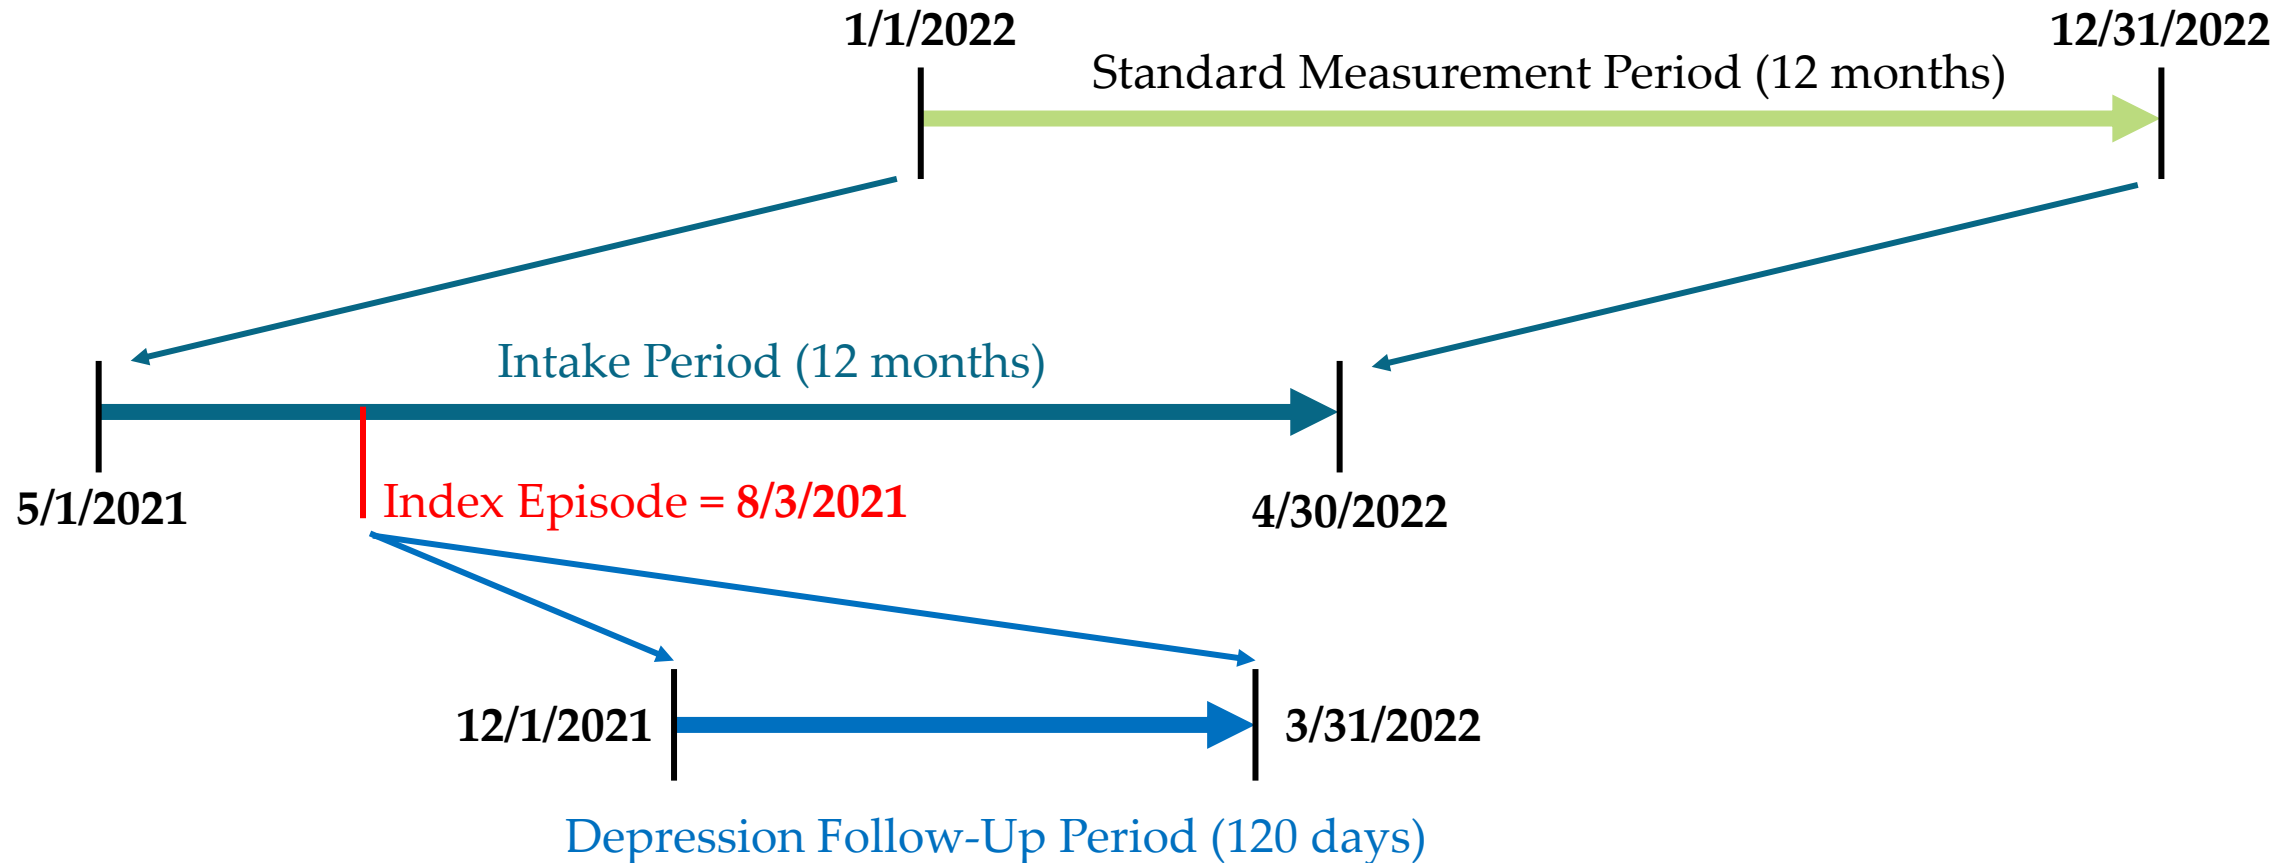 1/1/2022
12/31/2022
Standard Measurement Period (12 months)
Intake Period (12 months)
5/1/2021
Index Episode = 8/3/2021
4/30/2022
12/1/2021
3/31/2022
Depression Follow-Up Period (120 days)